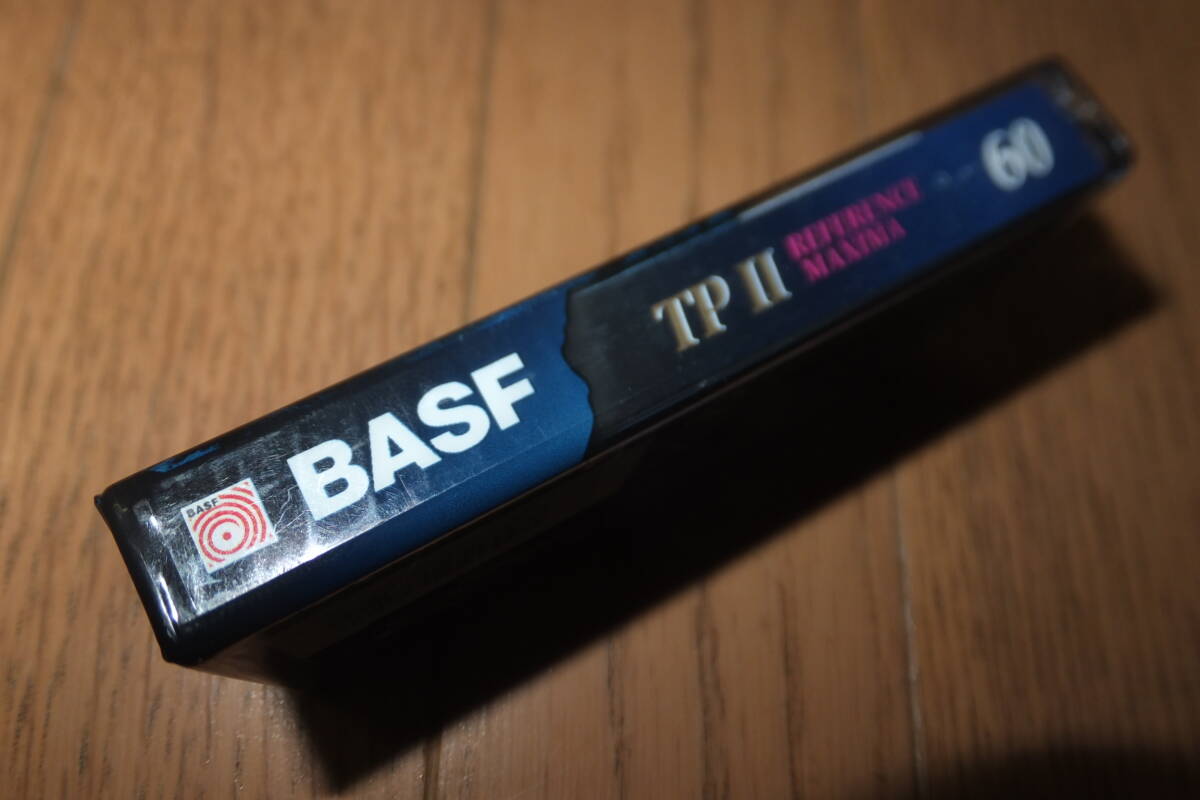 BASF
BASF
TP II
REFERENCE
MAXIMA
60